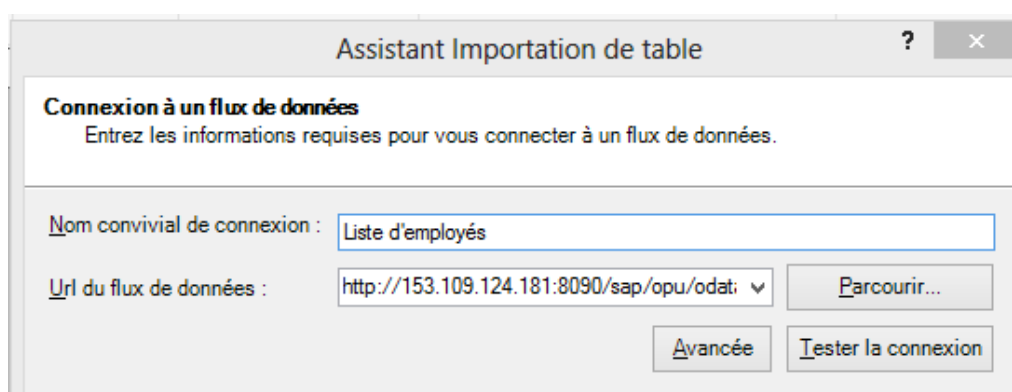 Assistant Importation de table ? ×
Connexion à un flux de données
Entrez les informations requises pour vous connecter à un flux de données.
Nom convivial de connexion : Liste d'employés
Url du flux de données : http://153.109.124.181:8090/sap/opu/odat Parcourir...
Avancée Tester la connexion